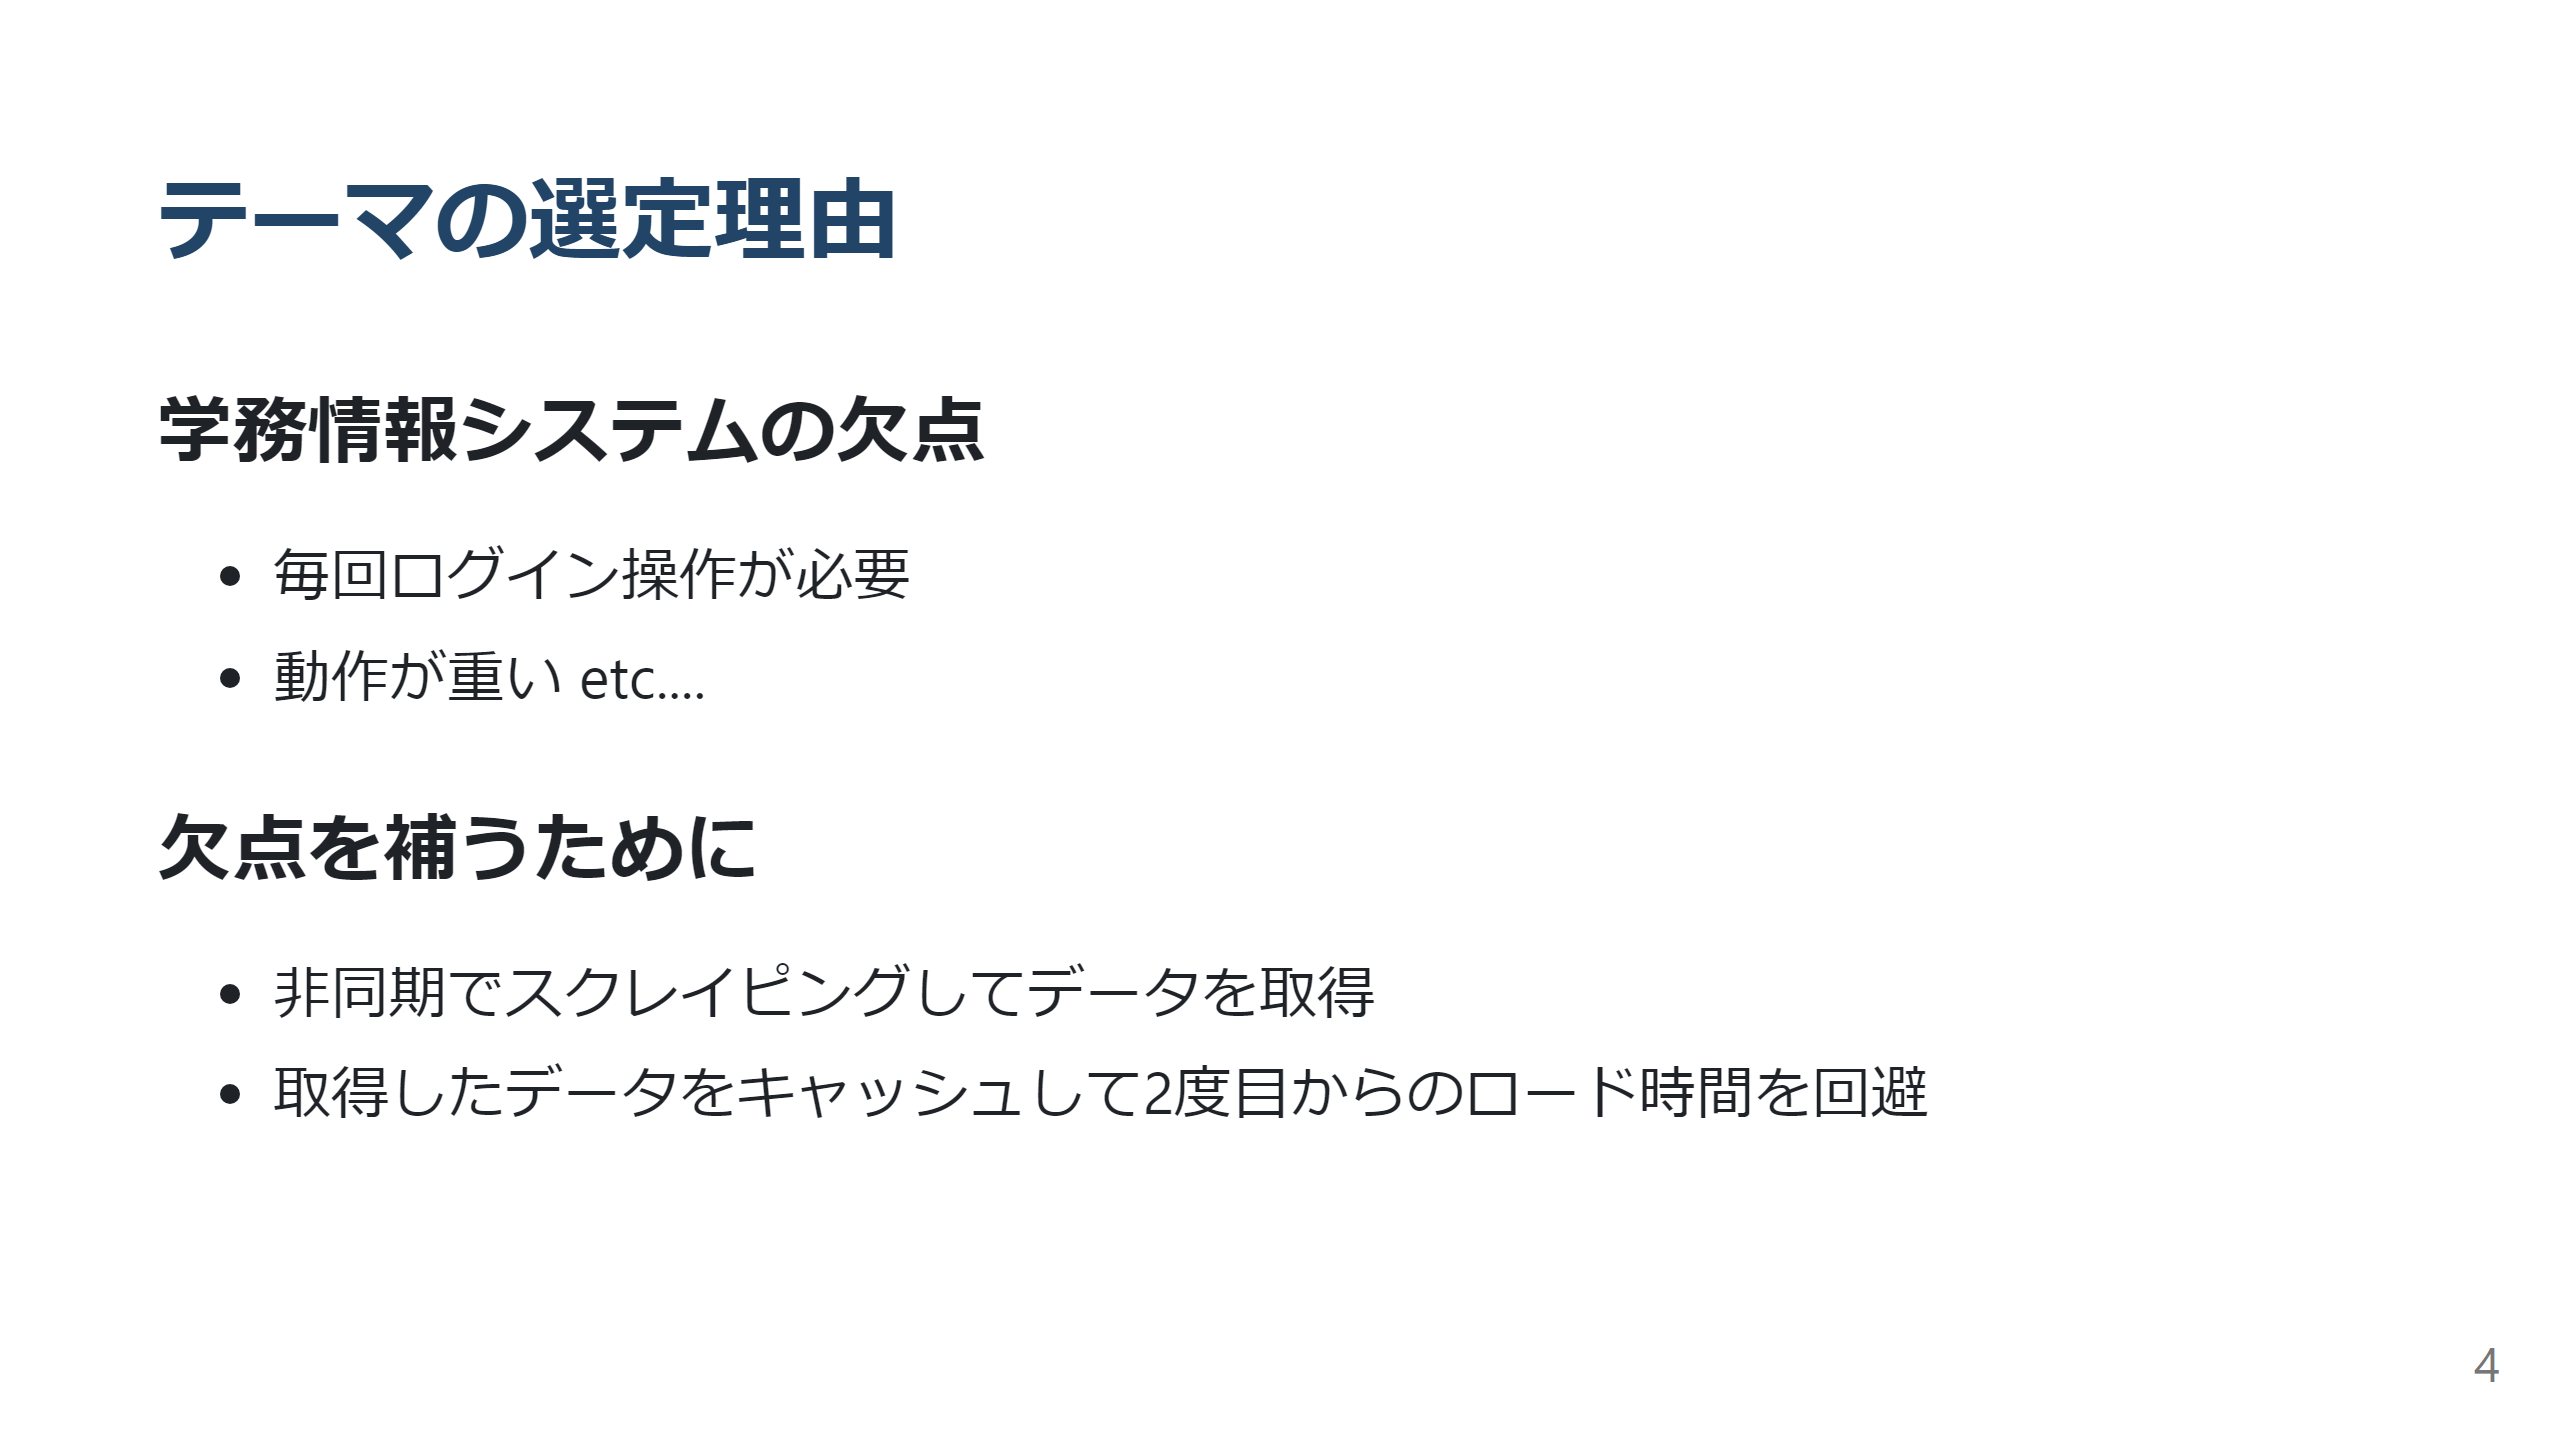 テーマの選定理由
学務情報システムの欠点
毎回ログイン操作が必要
動作が重い etc....
欠点を補うために
非同期でスクレイピングしてデータを取得
取得したデータをキャッシュして2度目からのロード時間を回避
4